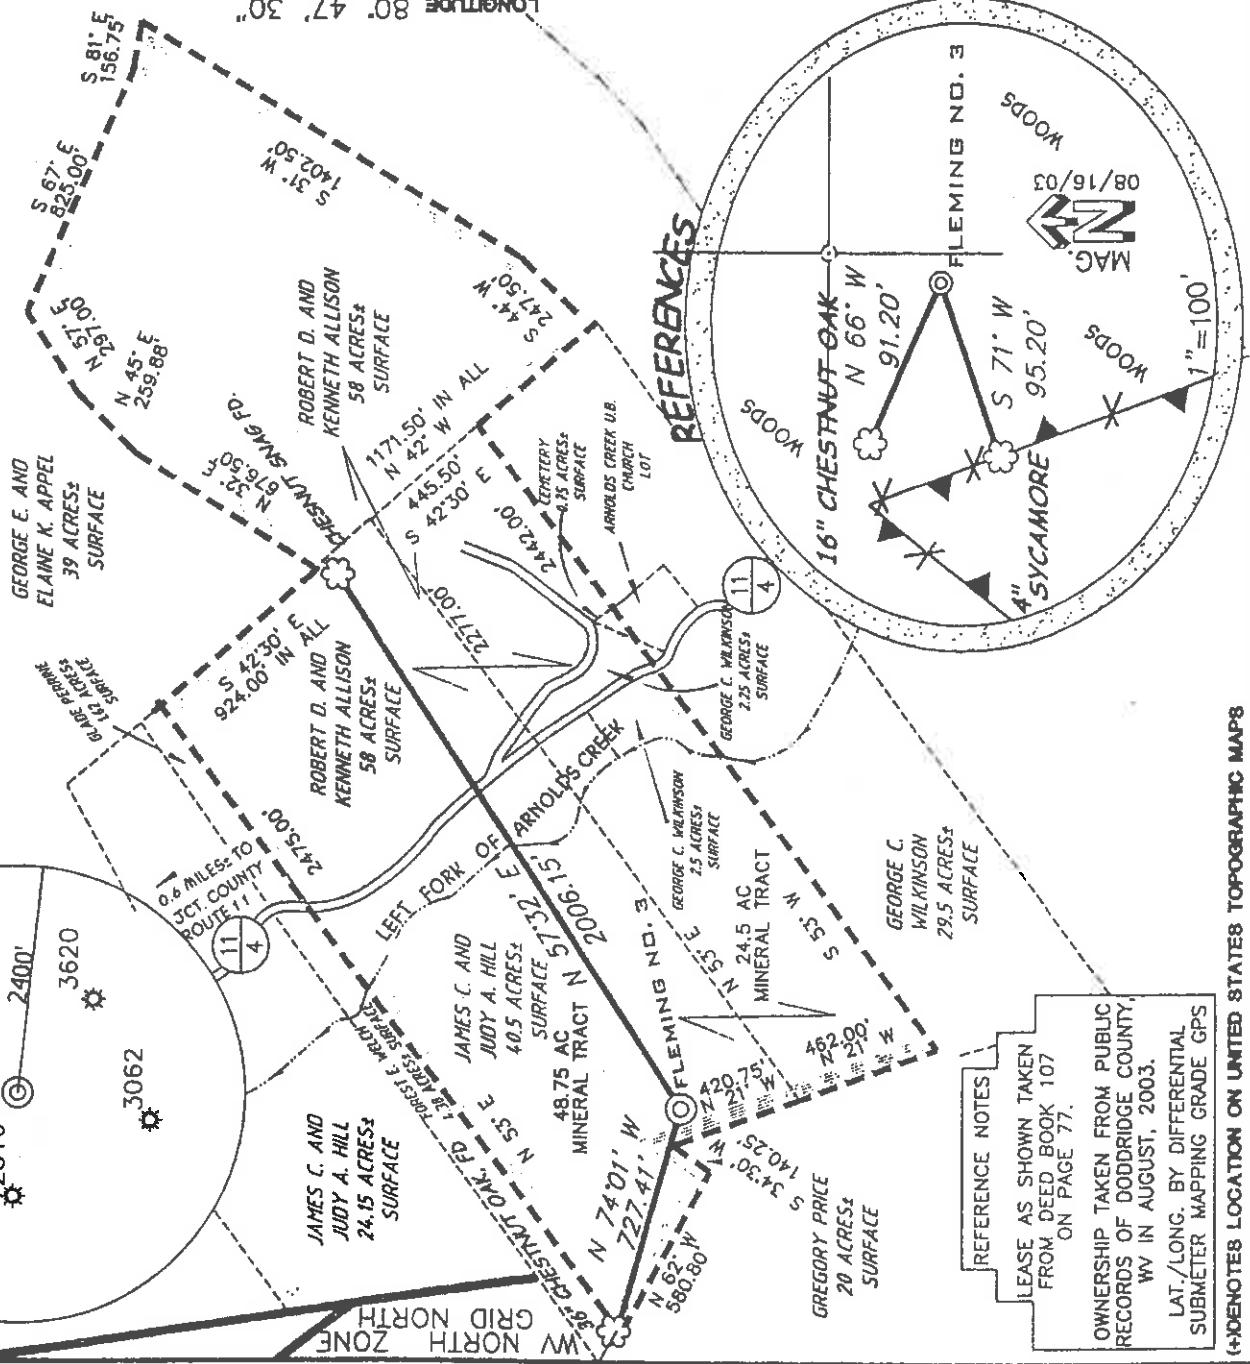 LONGITUDE 80° 47' 30"
S 81° E
156.75'
S 67° E
825.00'
S 31° W
1402.50'
N 57° E
297.00'
N 45° E
259.88'
S 44° W
247.50'
GEORGE E. AND
ELAINE K. APPEL
39 ACRES±
SURFACE
N 32° E
676.50'
CHESNUT SNAG FD.
ROBERT D. AND
KENNETH ALLISON
58 ACRES±
SURFACE
1171.50' IN ALL
N 42° W
445.50'
S 42°30' E
GLADE PERRINE
1.62 ACRES±
SURFACE
S 42°30' E
924.00' IN ALL
ROBERT D. AND
KENNETH ALLISON
58 ACRES±
SURFACE
2277.00'
2442.00'
CEMETERY
0.75 ACRES±
SURFACE
ARNOLDS CREEK U.B.
CHURCH
LOT
11
4
GEORGE C. WILKINSON
2.25 ACRES±
SURFACE
2475.00'
0.6 MILES± TO
JCT. COUNTY
ROUTE 11
11
4
2400'
3620
3062
LEFT FORK OF ARNOLDS CREEK
GEORGE C. WILKINSON
2.5 ACRES±
SURFACE
JAMES C. AND
JUDY A. HILL
40.5 ACRES±
SURFACE
48.75 AC
MINERAL TRACT
N 57°32' E
2006.15'
FORREST E. WELCH
1.38 ACRES± SURFACE
N 53° E
N 53° E
24.5 AC
MINERAL TRACT
S 53° W
GEORGE C.
WILKINSON
29.5 ACRES±
SURFACE
JAMES C. AND
JUDY A. HILL
24.15 ACRES±
SURFACE
FLEMING NO. 3
420.75'
N 21° W
462.00'
N 21° W
N 74°01' W
727.41'
S 34°30' W
140.25'
N 62° W
580.80'
36" CHESTNUT OAK, FD
GREGORY PRICE
20 ACRES±
SURFACE
WV NORTH ZONE
GRID NORTH
REFERENCES
16" CHESTNUT OAK
N 66° W
91.20'
FLEMING NO. 3
S 71° W
95.20'
4"
SYCAMORE
WOODS
WOODS
WOODS
MAG.
N
08/16/03
1"=100'
REFERENCE NOTES
LEASE AS SHOWN TAKEN
FROM DEED BOOK 107
ON PAGE 77.
OWNERSHIP TAKEN FROM PUBLIC
RECORDS OF DODDRIDGE COUNTY,
WV IN AUGUST, 2003.
LAT./LONG. BY DIFFERENTIAL
SUBMETER MAPPING GRADE GPS
(+)DENOTES LOCATION ON UNITED STATES TOPOGRAPHIC MAPS